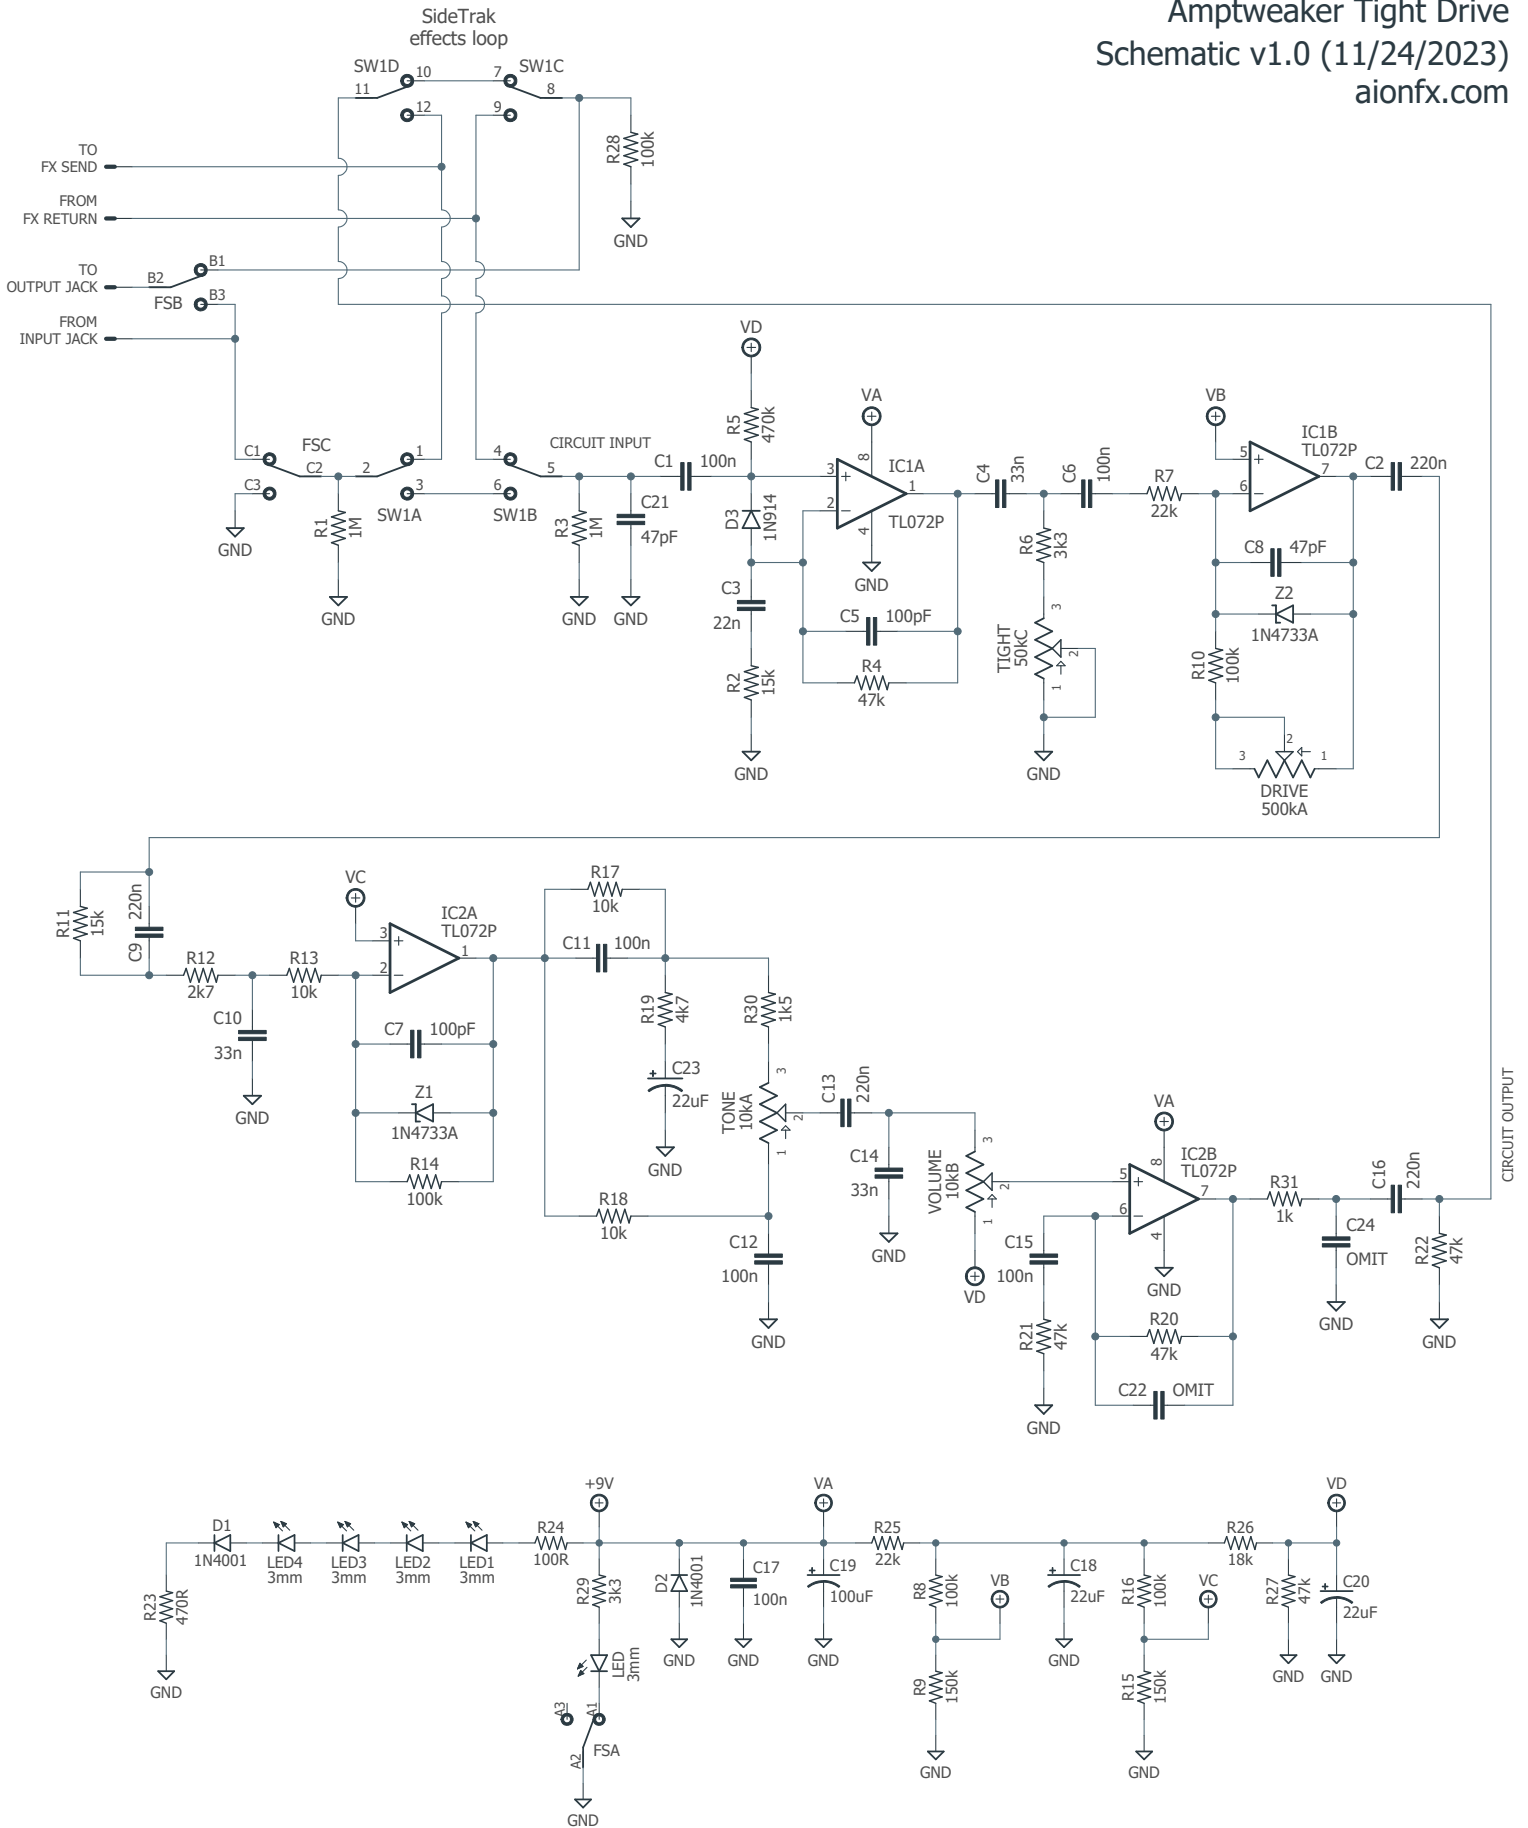 Amptweaker Tight Drive
Schematic v1.0 (11/24/2023)
aionfx.com
SideTrak
effects loop
SW1D
10
7
SW1C
11
8
12
9
R28
100k
GND
TO
FX SEND
FROM
FX RETURN
TO
OUTPUT JACK
B2
B1
FSB
B3
FROM
INPUT JACK
C1
FSC
C2
C3
GND
2
1
3
SW1A
R1
1M
GND
4
5
6
SW1B
CIRCUIT INPUT
R3
1M
GND
C21
47pF
GND
C1
100n
VD
R5
470k
D3
1N914
C3
22n
R2
15k
GND
VA
8
3
+
2
−
1
4
IC1A
TL072P
GND
C5
100pF
R4
47k
C4
33n
C6
100n
R6
3k3
TIGHT
50kC
3
2
1
GND
R7
22k
VB
5
+
6
−
7
IC1B
TL072P
C2
220n
C8
47pF
Z2
1N4733A
R10
100k
3
2
1
DRIVE
500kA
R11
15k
C9
220n
R12
2k7
R13
10k
C10
33n
GND
VC
3
+
2
−
1
IC2A
TL072P
C7
100pF
Z1
1N4733A
R14
100k
R17
10k
C11
100n
R19
4k7
+
C23
22uF
GND
R30
1k5
TONE
10kA
3
2
1
R18
10k
C12
100n
GND
C13
220n
C14
33n
GND
VOLUME
10kB
3
2
1
VD
VA
8
5
+
6
−
7
4
IC2B
TL072P
GND
C15
100n
R21
47k
GND
R20
47k
C22
OMIT
R31
1k
C24
OMIT
GND
C16
220n
R22
47k
GND
CIRCUIT OUTPUT
D1
1N4001
LED4
3mm
LED3
3mm
LED2
3mm
LED1
3mm
R24
100R
R23
470R
GND
+9V
R29
3k3
LED
3mm
A3
A1
A2
FSA
GND
D2
1N4001
GND
C17
100n
GND
VA
+
C19
100uF
GND
R25
22k
R8
100k
VB
R9
150k
GND
+
C18
22uF
GND
R16
100k
VC
R15
150k
GND
R26
18k
R27
47k
GND
VD
+
C20
22uF
GND